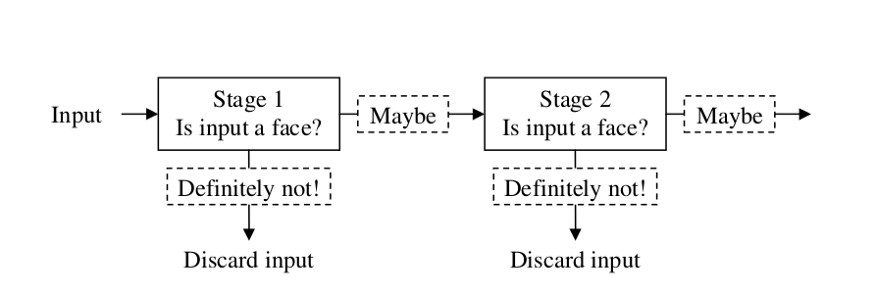 Input
Stage 1
Is input a face?
Maybe
Stage 2
Is input a face?
Maybe
Definitely not!
Definitely not!
Discard input
Discard input